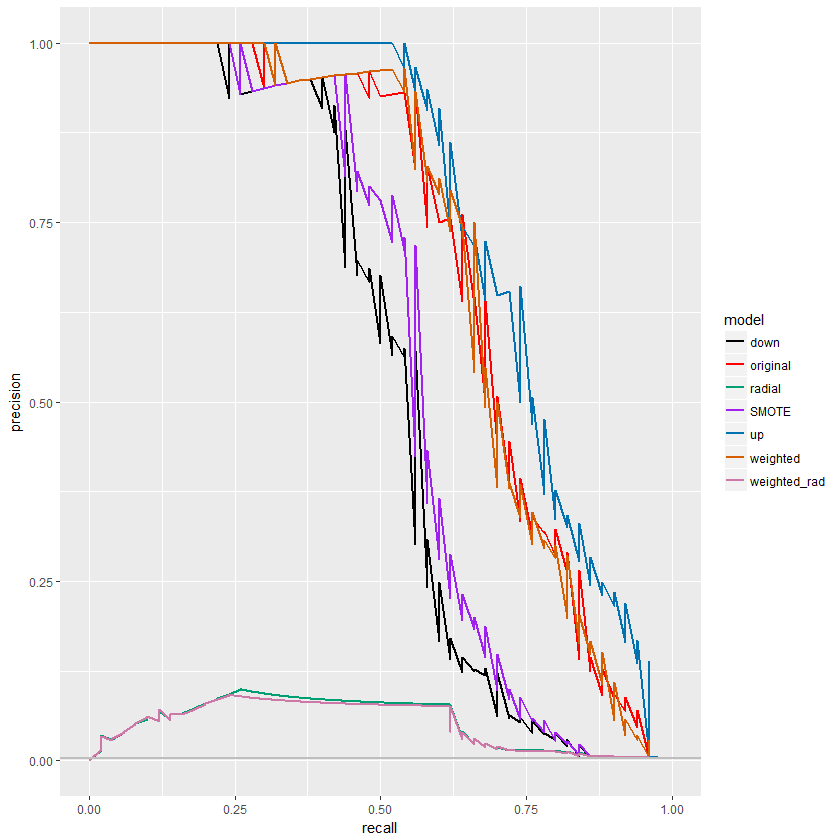 1.00
0.75
0.50
0.25
0.00
precision
0.00
0.25
0.50
0.75
1.00
recall
model
down
original
radial
SMOTE
up
weighted
weighted_rad